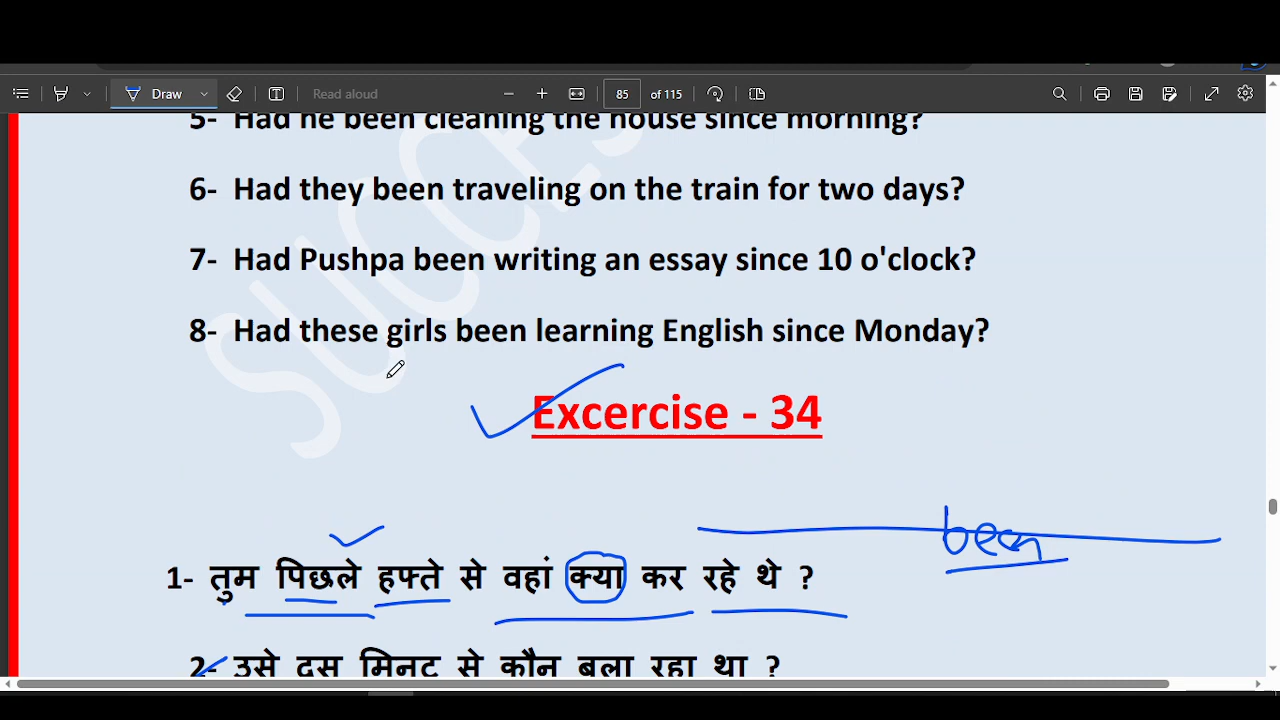 Draw
Read aloud
85 of 115
5- Had he been cleaning the house since morning?
6- Had they been traveling on the train for two days?
7- Had Pushpa been writing an essay since 10 o'clock?
8- Had these girls been learning English since Monday?
SUCCESS
Excercise - 34
been
1- तुम पिछले हफ्ते से वहां क्या कर रहे थे ?
2- उसे दस मिनट से कौन बुला रहा था ?